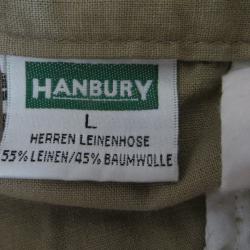 HANBURY
L
HERREN LEINENHOSE
55% LEINEN/45% BAUMWOLLE